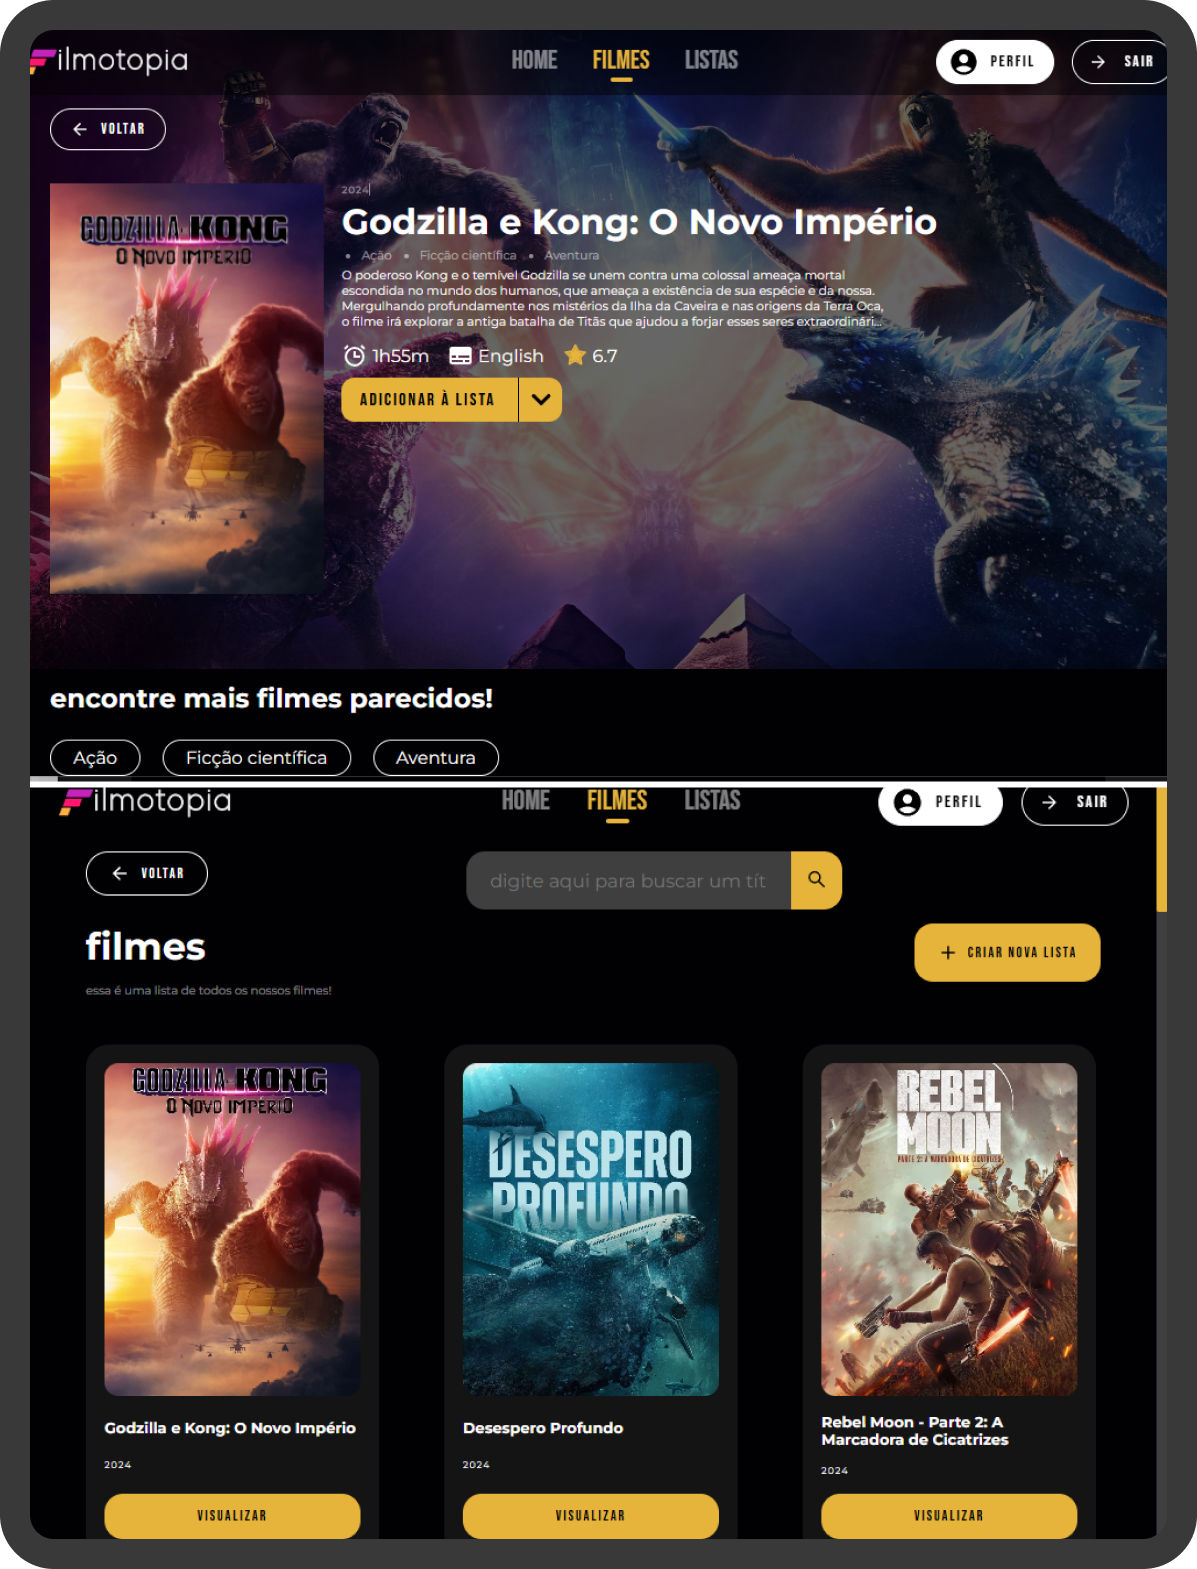 Filmotopia
HOME FILMES LISTAS
PERFIL
SAIR
VOLTAR
GODZILLA KONG
O NOVO IMPÉRIO
2024
Godzilla e Kong: O Novo Império
• Ação • Ficção científica • Aventura
O poderoso Kong e o temível Godzilla se unem contra uma colossal ameaça mortal
escondida no mundo dos humanos, que ameaça a existência de sua espécie e da nossa.
Mergulhando profundamente nos mistérios da Ilha da Caveira e nas origens da Terra Oca,
o filme irá explorar a antiga batalha de Titãs que ajudou a forjar esses seres extraordinári...
1h55m English 6.7
ADICIONAR À LISTA
encontre mais filmes parecidos!
Ação Ficção científica Aventura
Filmotopia
HOME FILMES LISTAS
PERFIL
SAIR
VOLTAR
digite aqui para buscar um tít
filmes
CRIAR NOVA LISTA
essa é uma lista de todos os nossos filmes!
GODZILLA KONG
O NOVO IMPÉRIO
DESESPERO
PROFUNDO
REBEL
MOON
PARTE 2: A MARCADORA DE CICATRIZES
Godzilla e Kong: O Novo Império
2024
VISUALIZAR
Desespero Profundo
2024
VISUALIZAR
Rebel Moon - Parte 2: A
Marcadora de Cicatrizes
2024
VISUALIZAR